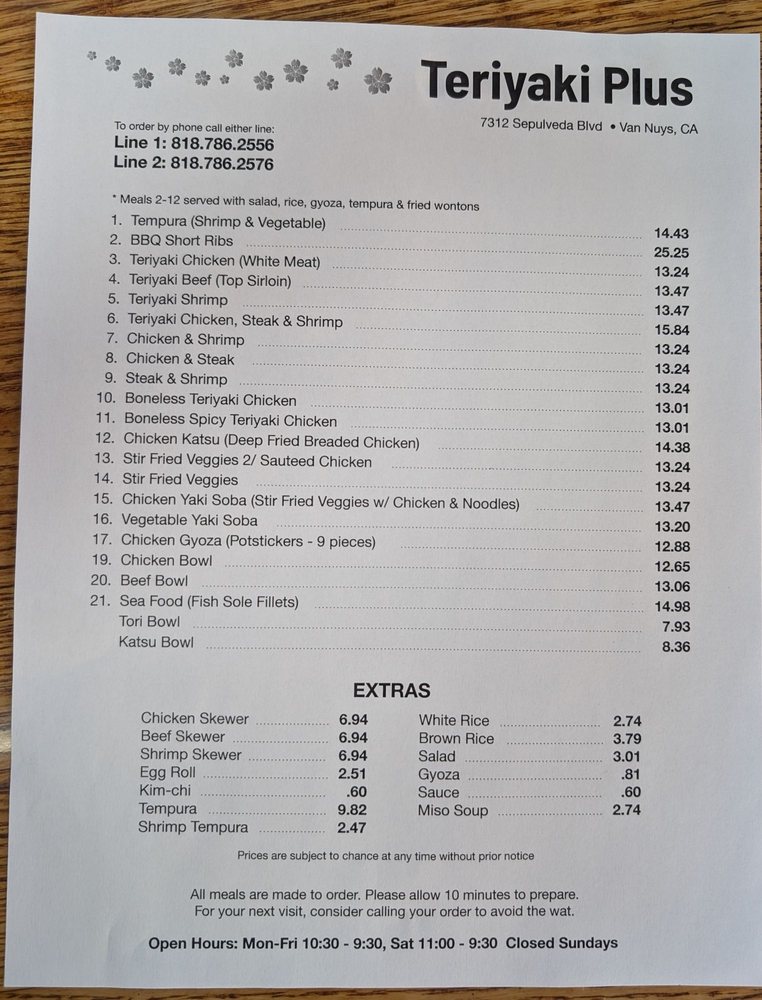 Teriyaki Plus
7312 Sepulveda Blvd • Van Nuys, CA
To order by phone call either line:
Line 1: 818.786.2556
Line 2: 818.786.2576
* Meals 2-12 served with salad, rice, gyoza, tempura & fried wontons
1. Tempura (Shrimp & Vegetable) 14.43
2. BBQ Short Ribs 25.25
3. Teriyaki Chicken (White Meat) 13.24
4. Teriyaki Beef (Top Sirloin) 13.47
5. Teriyaki Shrimp 13.47
6. Teriyaki Chicken, Steak & Shrimp 15.84
7. Chicken & Shrimp 13.24
8. Chicken & Steak 13.24
9. Steak & Shrimp 13.24
10. Boneless Teriyaki Chicken 13.01
11. Boneless Spicy Teriyaki Chicken 13.01
12. Chicken Katsu (Deep Fried Breaded Chicken) 14.38
13. Stir Fried Veggies 2/ Sauteed Chicken 13.24
14. Stir Fried Veggies 13.24
15. Chicken Yaki Soba (Stir Fried Veggies w/ Chicken & Noodles) 13.47
16. Vegetable Yaki Soba 13.20
17. Chicken Gyoza (Potstickers - 9 pieces) 12.88
19. Chicken Bowl 12.65
20. Beef Bowl 13.06
21. Sea Food (Fish Sole Fillets) 14.98
Tori Bowl 7.93
Katsu Bowl 8.36
EXTRAS
Chicken Skewer 6.94
Beef Skewer 6.94
Shrimp Skewer 6.94
Egg Roll 2.51
Kim-chi .60
Tempura 9.82
Shrimp Tempura 2.47
White Rice 2.74
Brown Rice 3.79
Salad 3.01
Gyoza .81
Sauce .60
Miso Soup 2.74
Prices are subject to chance at any time without prior notice
All meals are made to order. Please allow 10 minutes to prepare.
For your next visit, consider calling your order to avoid the wat.
Open Hours: Mon-Fri 10:30 - 9:30, Sat 11:00 - 9:30 Closed Sundays